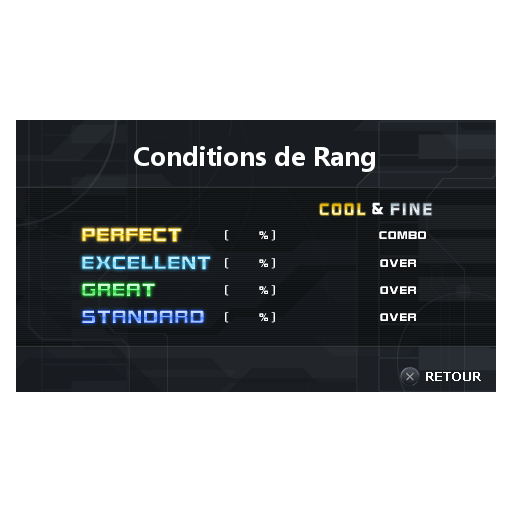 Conditions de Rang
COOL & FINE
PERFECT [ %] COMBO
EXCELLENT [ %] OVER
GREAT [ %] OVER
STANDARD [ %] OVER
RETOUR